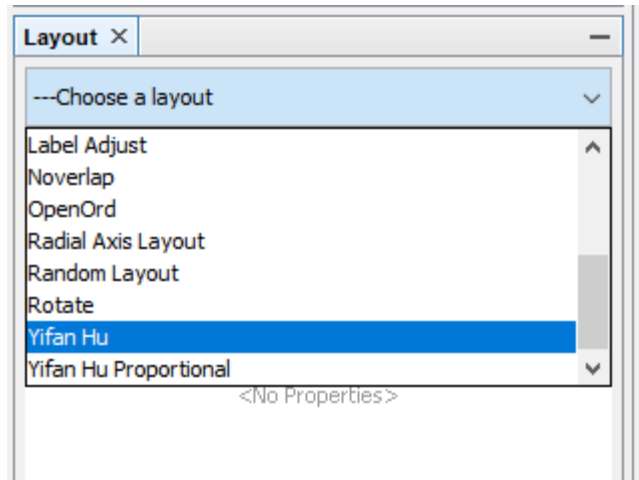 Layout ×
---Choose a layout
Label Adjust
Noverlap
OpenOrd
Radial Axis Layout
Random Layout
Rotate
Yifan Hu
Yifan Hu Proportional
<No Properties>